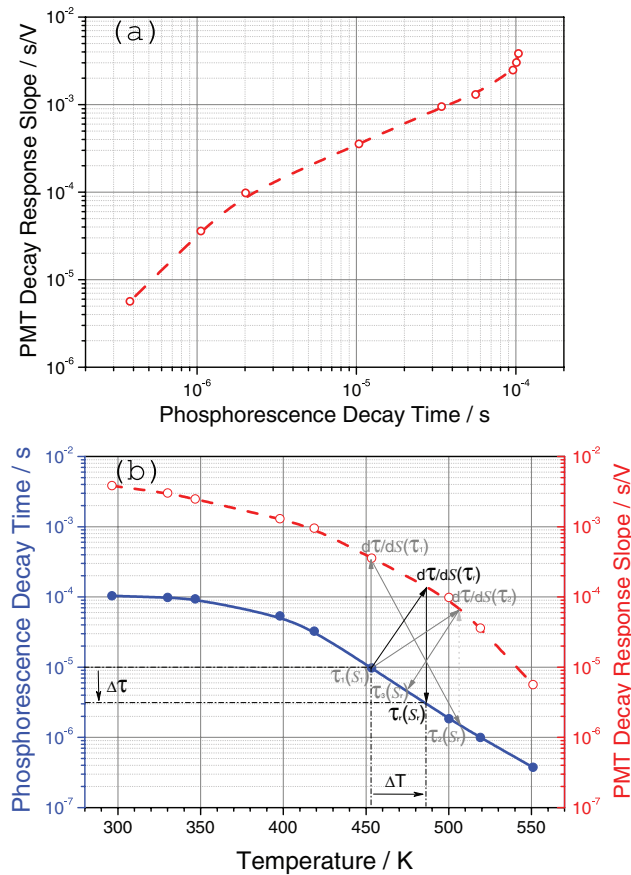 (a)
PMT Decay Response Slope / s/V
10⁻²
10⁻³
10⁻⁴
10⁻⁵
10⁻⁶
10⁻⁶ 10⁻⁵ 10⁻⁴
Phosphorescence Decay Time / s
(b)
Phosphorescence Decay Time / s
10⁻²
10⁻³
10⁻⁴
10⁻⁵
10⁻⁶
10⁻⁷
dτ/dS(τ₁)
dτ/dS(τᵣ)
dτ/dS(τ₂)
τ₁(S₁)
τ₃(Sᵣ)
τᵣ(Sᵣ)
τ₂(Sᵣ)
Δτ
ΔT
10⁻²
10⁻³
10⁻⁴
10⁻⁵
10⁻⁶
10⁻⁷
PMT Decay Response Slope / s/V
300 350 400 450 500 550
Temperature / K